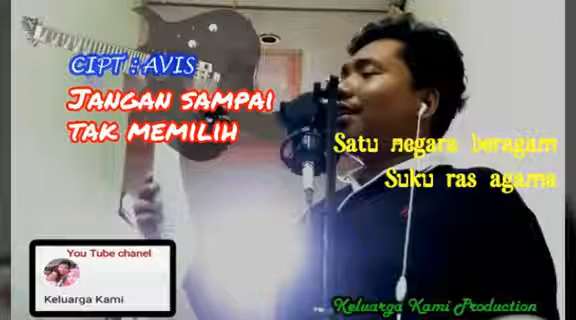 CIPT : AVIS
Jangan sampai
tak memilih
Satu negara beragam
Suku ras agama
You Tube chanel
Keluarga Kami
Keluarga Kami Production